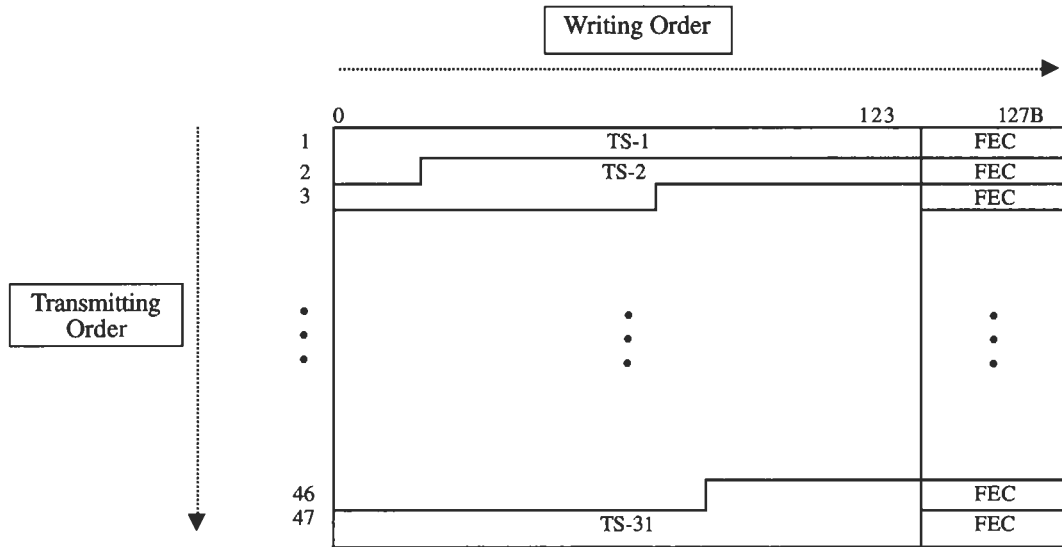 Writing Order
0 123 127B
1 TS-1 FEC
2 TS-2 FEC
3 FEC
Transmitting
Order
46 FEC
47 TS-31 FEC